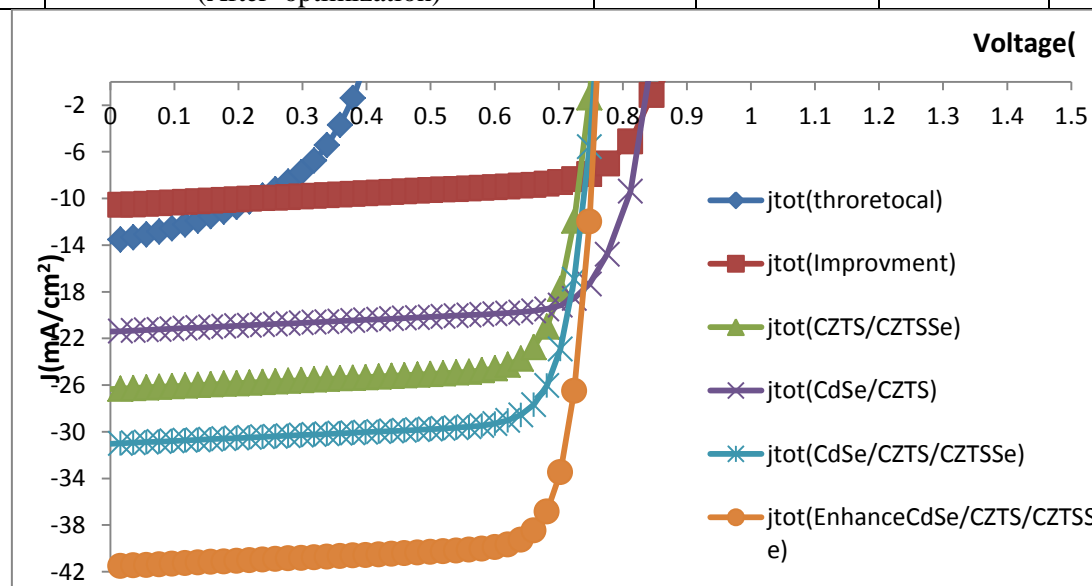 (After optimization)
Voltage(
-2
0 0.1 0.2 0.3 0.4 0.5 0.6 0.7 0.8 0.9 1 1.1 1.2 1.3 1.4 1.5
-6
-10
-14
-18
-22
-26
-30
-34
-38
-42
J(mA/cm²)
jtot(throretocal)
jtot(Improvment)
jtot(CZTS/CZTSSe)
jtot(CdSe/CZTS)
jtot(CdSe/CZTS/CZTSSe)
jtot(EnhanceCdSe/CZTS/CZTSS
e)